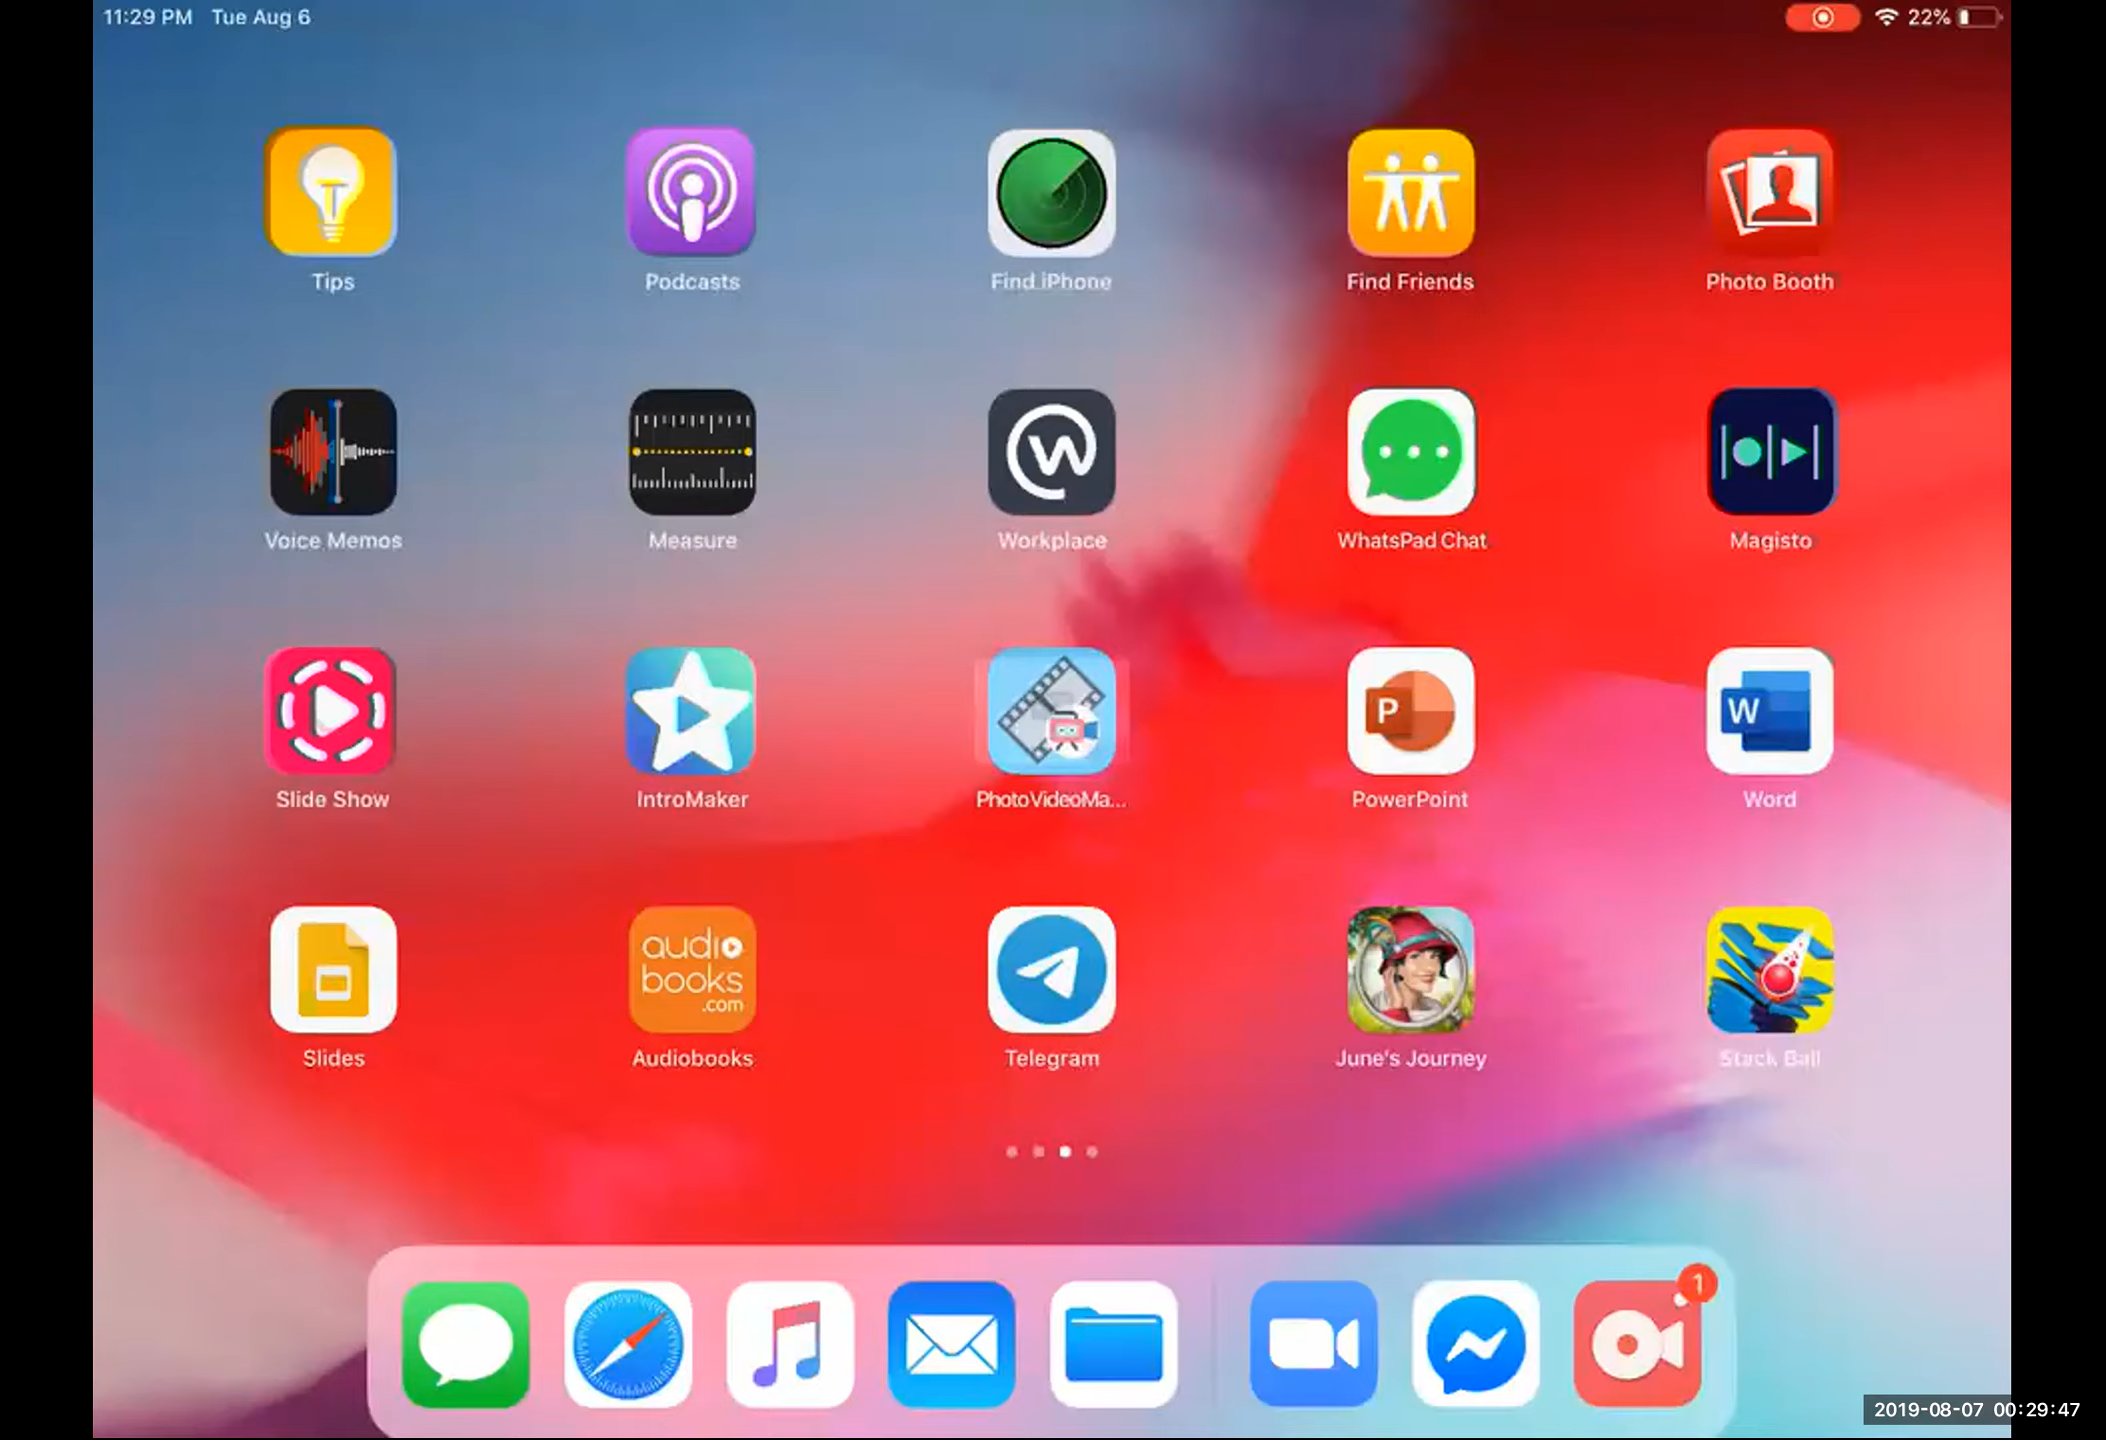 11:29 PM Tue Aug 6
22%
Tips
Podcasts
Find iPhone
Find Friends
Photo Booth
Voice Memos
Measure
W
Workplace
WhatsPad Chat
Magisto
Slide Show
IntroMaker
PhotoVideoMa...
P
PowerPoint
W
Word
Slides
audio
books
.com
Audiobooks
Telegram
June's Journey
Stack Ball
1
2019-08-07 00:29:47